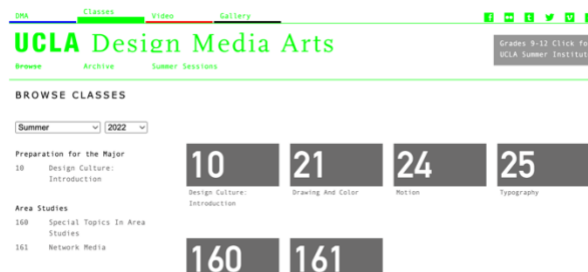 DMA
Classes
Video
Gallery
UCLA Design Media Arts
Grades 9-12 Click fo
UCLA Summer Institut
Browse
Archive
Summer Sessions
BROWSE CLASSES
Summer
2022
Preparation for the Major
10 Design Culture:
Introduction
Area Studies
160 Special Topics In Area
Studies
161 Network Media
10
Design Culture:
Introduction
21
Drawing And Color
24
Motion
25
Typography
160
161